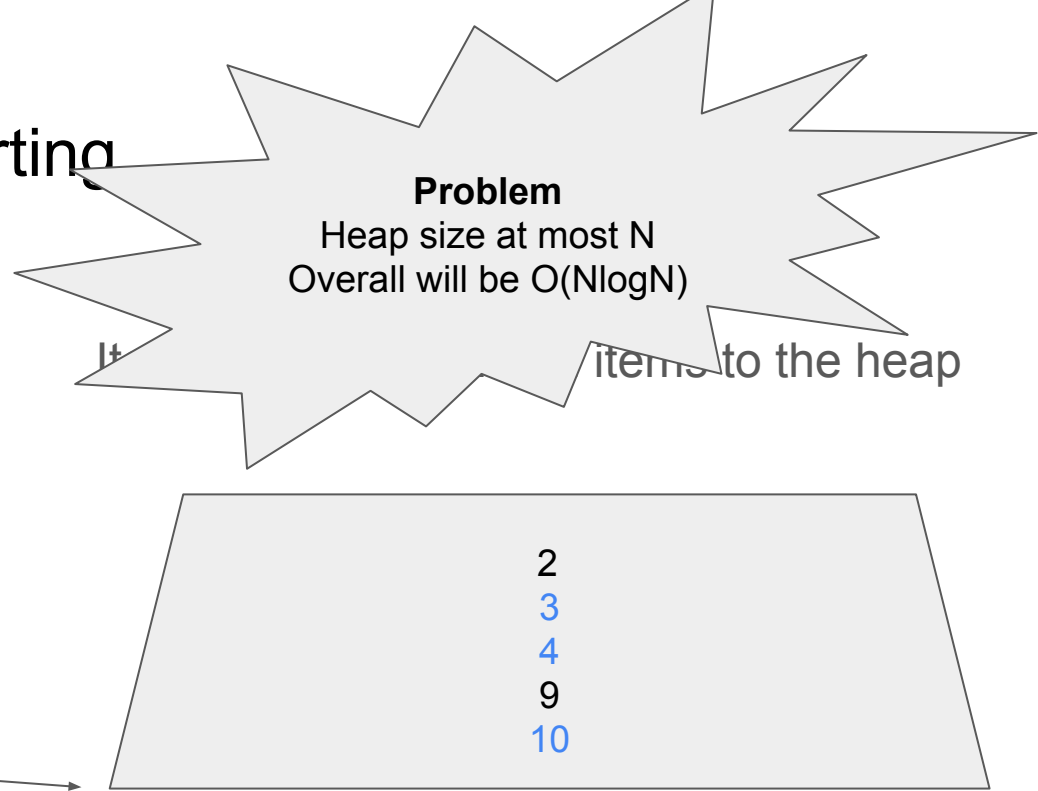 rting
Problem
Heap size at most N
Overall will be O(NlogN)
It items to the heap
2
3
4
9
10